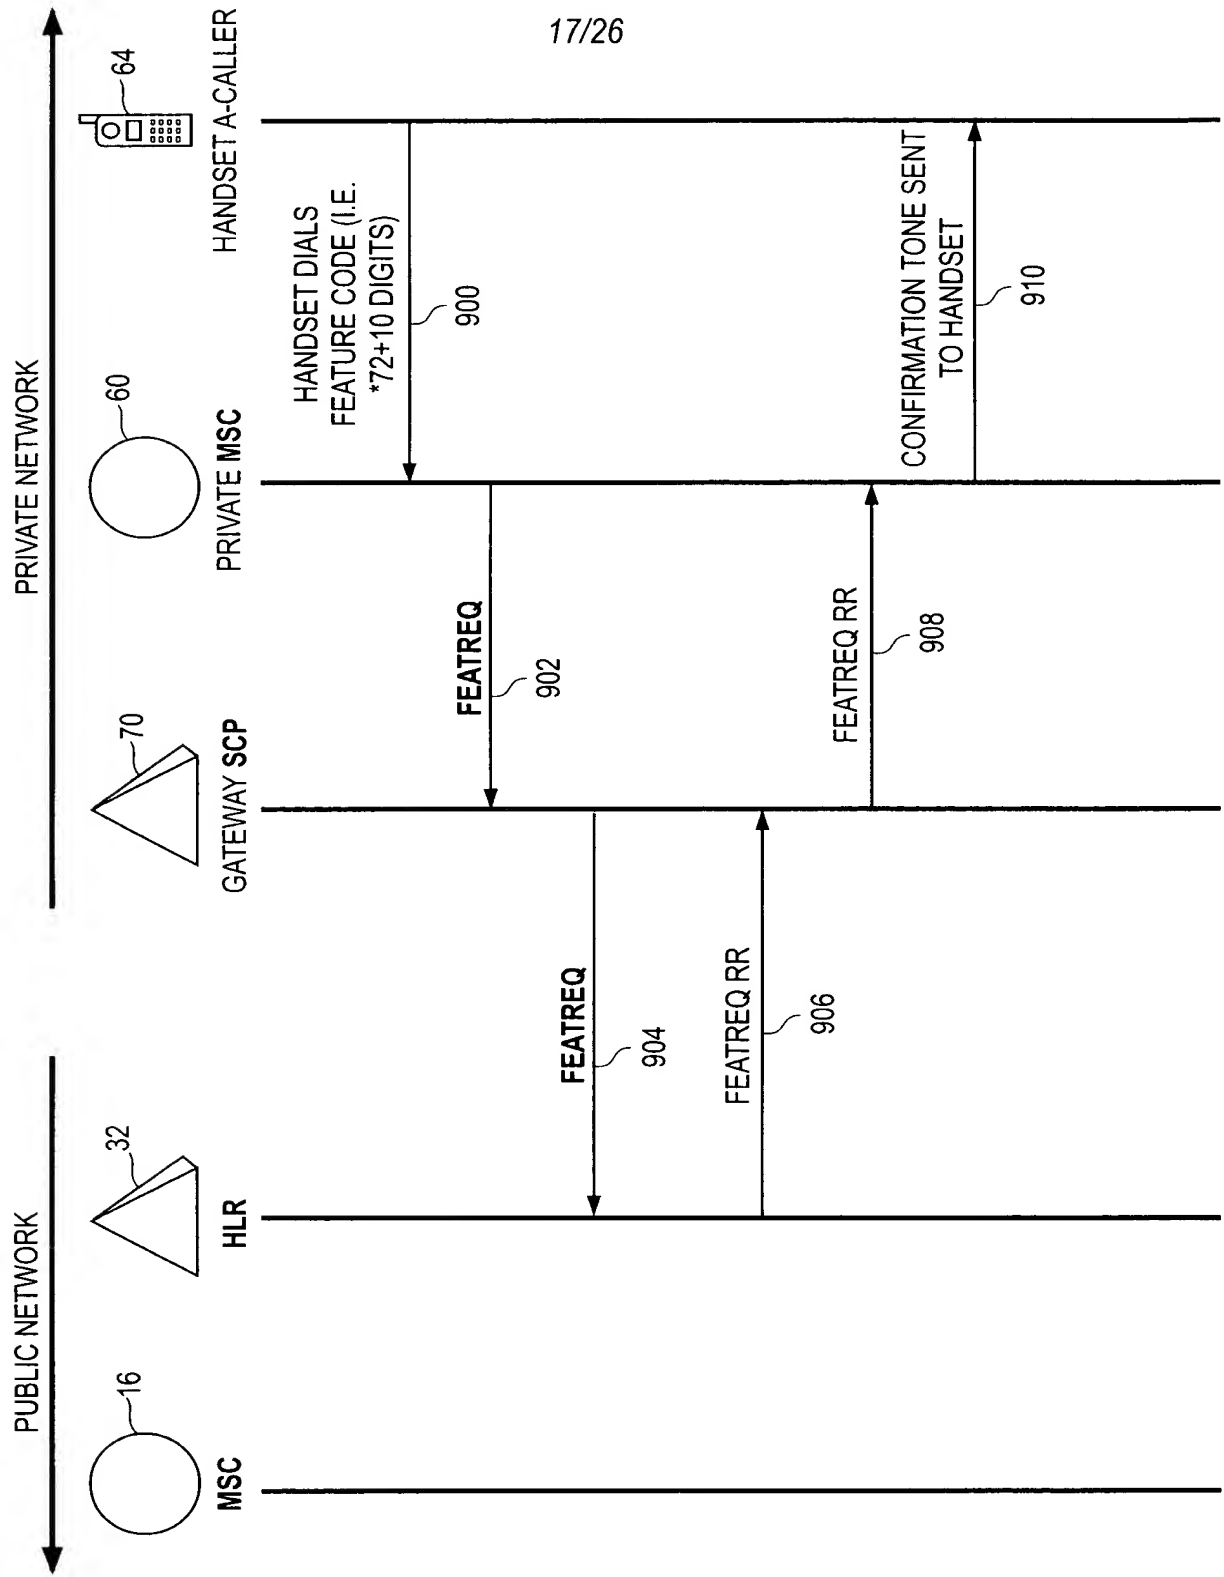 17/26
PUBLIC NETWORK
PRIVATE NETWORK
16
MSC
32
HLR
70
GATEWAY SCP
60
PRIVATE MSC
64
HANDSET A-CALLER
HANDSET DIALS
FEATURE CODE (I.E.
*72+10 DIGITS)
900
FEATREQ
902
FEATREQ
904
FEATREQ RR
906
FEATREQ RR
908
CONFIRMATION TONE SENT
TO HANDSET
910